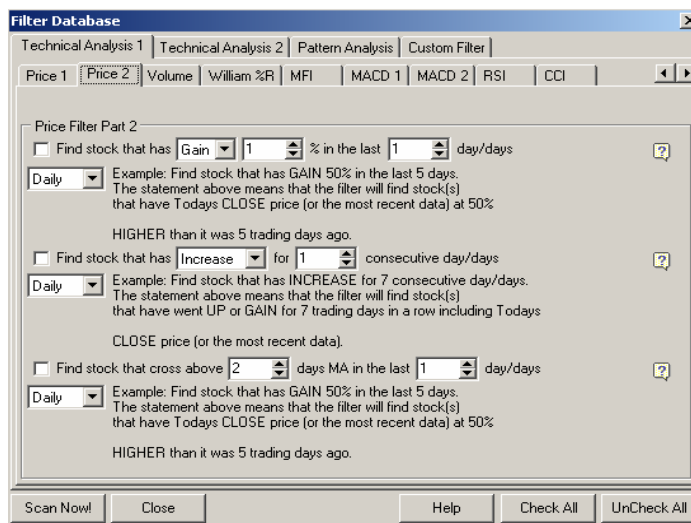 Filter Database
Technical Analysis 1 Technical Analysis 2 Pattern Analysis Custom Filter
Price 1 Price 2 Volume William %R MFI MACD 1 MACD 2 RSI CCI
Price Filter Part 2
Find stock that has Gain 1 % in the last 1 day/days
Daily Example: Find stock that has GAIN 50% in the last 5 days.
The statement above means that the filter will find stock(s)
that have Todays CLOSE price (or the most recent data) at 50%
HIGHER than it was 5 trading days ago.
Find stock that has Increase for 1 consecutive day/days
Daily Example: Find stock that has INCREASE for 7 consecutive day/days.
The statement above means that the filter will find stock(s)
that have went UP or GAIN for 7 trading days in a row including Todays
CLOSE price (or the most recent data).
Find stock that cross above 2 days MA in the last 1 day/days
Daily Example: Find stock that has GAIN 50% in the last 5 days.
The statement above means that the filter will find stock(s)
that have Todays CLOSE price (or the most recent data) at 50%
HIGHER than it was 5 trading days ago.
Scan Now! Close Help Check All UnCheck All